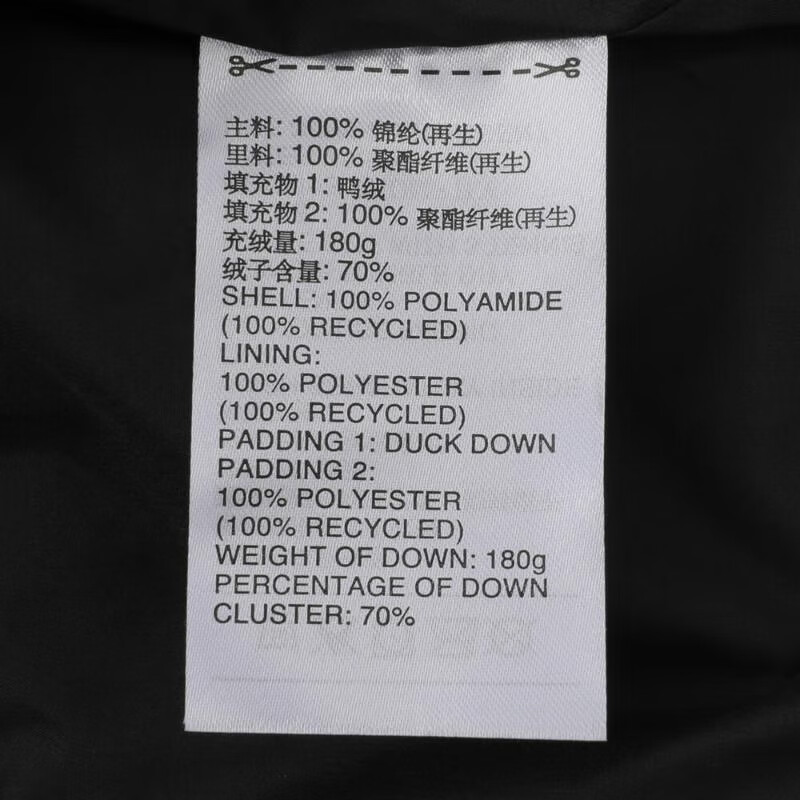 主料: 100% 锦纶(再生)
里料: 100% 聚酯纤维(再生)
填充物 1: 鸭绒
填充物 2: 100% 聚酯纤维(再生)
充绒量: 180g
绒子含量: 70%
SHELL: 100% POLYAMIDE
(100% RECYCLED)
LINING:
100% POLYESTER
(100% RECYCLED)
PADDING 1: DUCK DOWN
PADDING 2:
100% POLYESTER
(100% RECYCLED)
WEIGHT OF DOWN: 180g
PERCENTAGE OF DOWN
CLUSTER: 70%